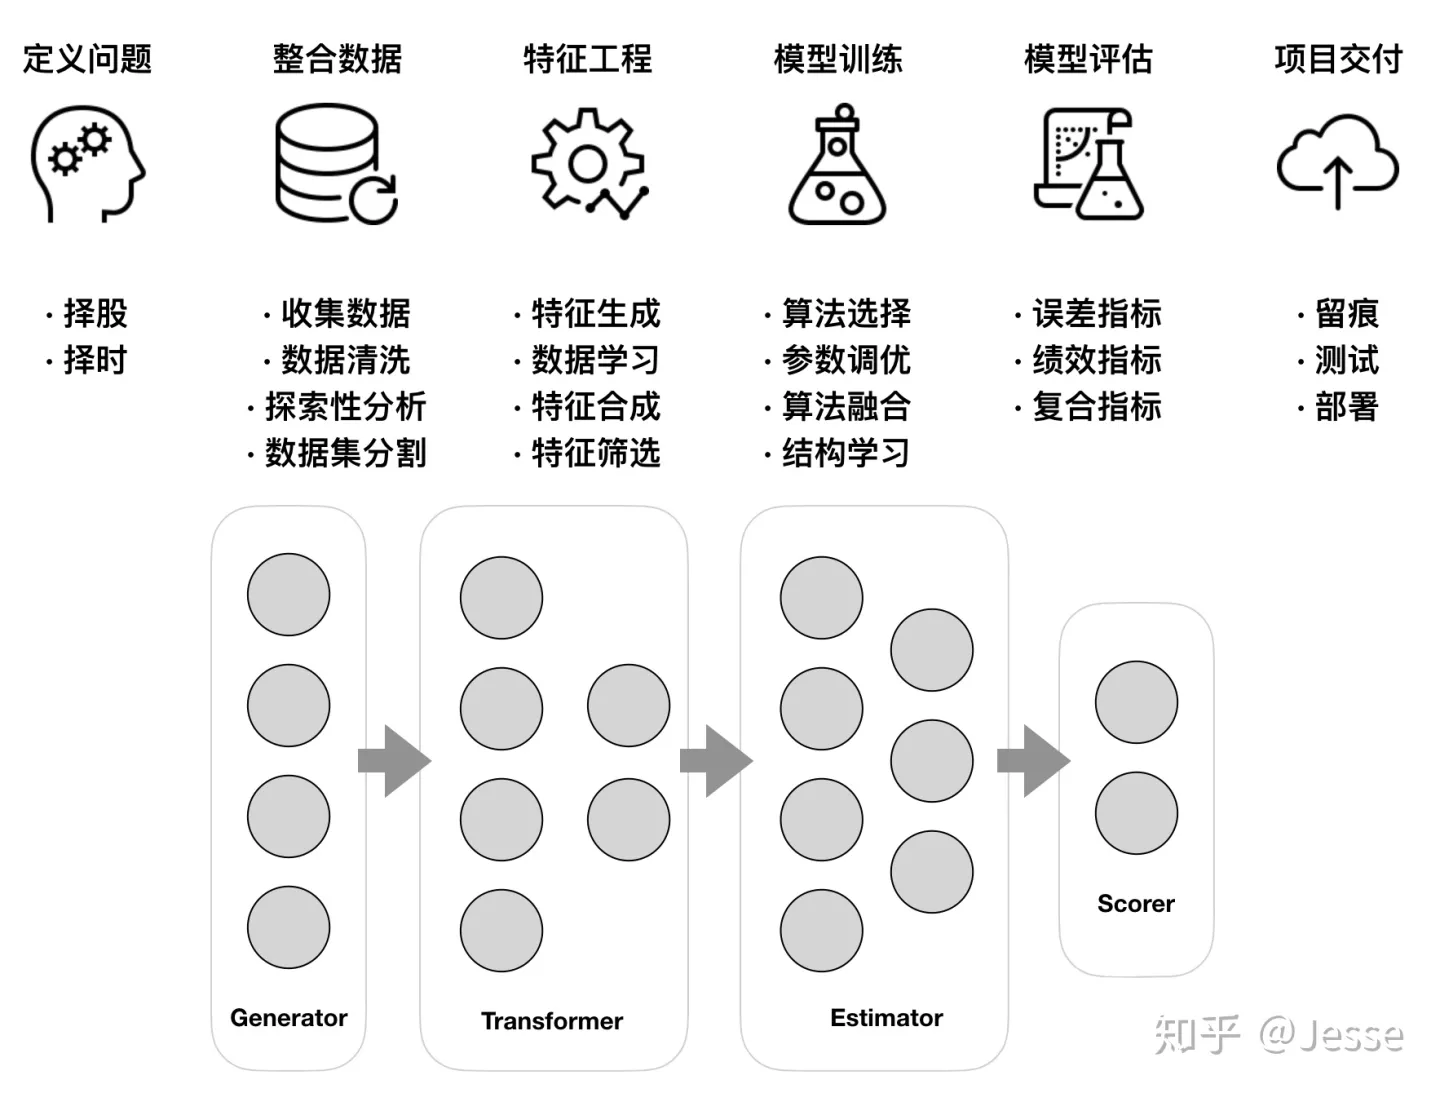 定义问题
整合数据
特征工程
模型训练
模型评估
项目交付
· 择股
· 择时
· 收集数据
· 数据清洗
· 探索性分析
· 数据集分割
· 特征生成
· 数据学习
· 特征合成
· 特征筛选
· 算法选择
· 参数调优
· 算法融合
· 结构学习
· 误差指标
· 绩效指标
· 复合指标
· 留痕
· 测试
· 部署
Generator
Transformer
Estimator
Scorer
知乎 @Jesse